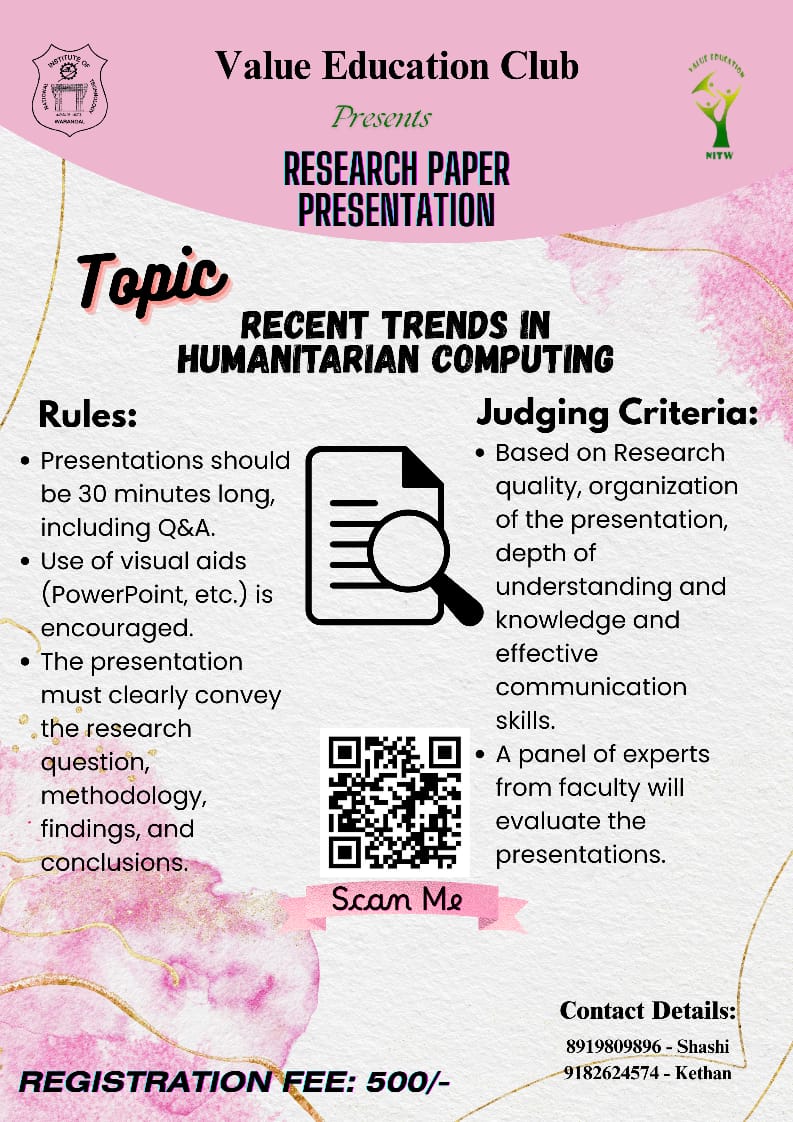 Value Education Club
Presents
RESEARCH PAPER
PRESENTATION
INSTITUTE OF
TECHNOLOGY
NATIONAL
WARANGAL
VALUE EDUCATION
NITW
Topic
RECENT TRENDS IN
HUMANITARIAN COMPUTING
Rules:
• Presentations should
be 30 minutes long,
including Q&A.
• Use of visual aids
(PowerPoint, etc.) is
encouraged.
• The presentation
must clearly convey
the research
question,
methodology,
findings, and
conclusions.
Judging Criteria:
• Based on Research
quality, organization
of the presentation,
depth of
understanding and
knowledge and
effective
communication
skills.
• A panel of experts
from faculty will
evaluate the
presentations.
Scan Me
Contact Details:
8919809896 - Shashi
9182624574 - Kethan
REGISTRATION FEE: 500/-